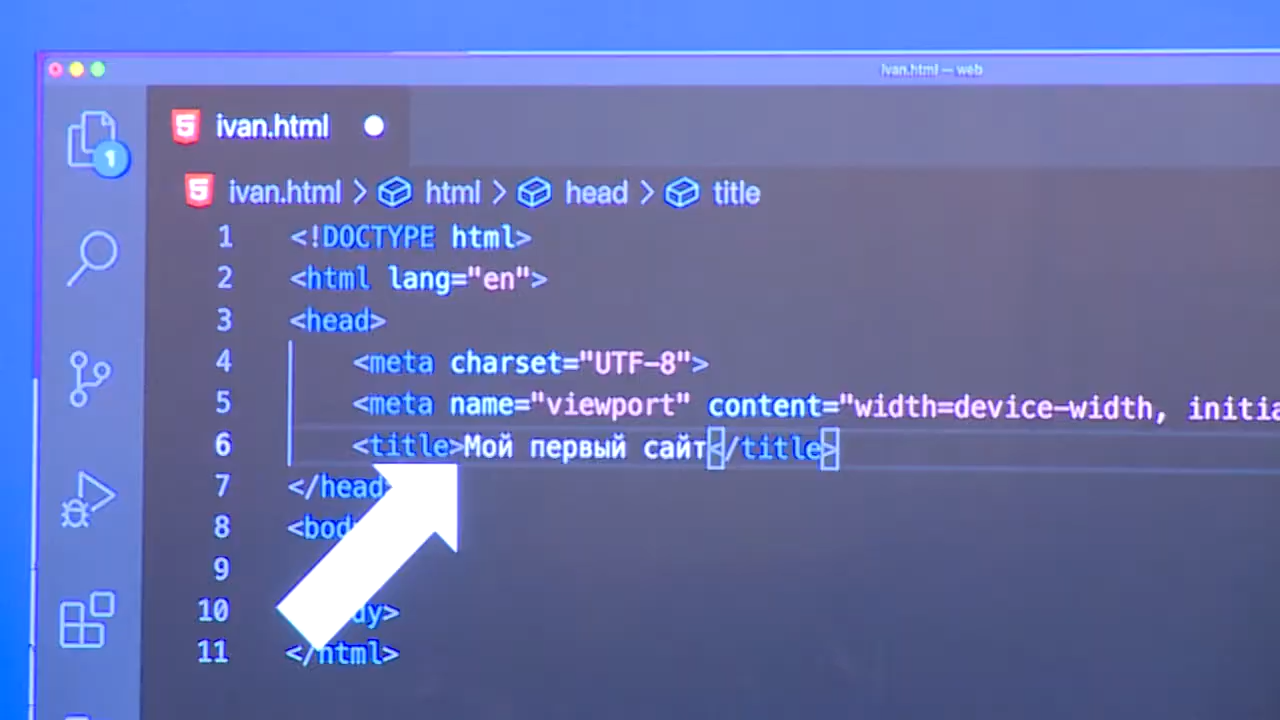 ivan.html — web
ivan.html
ivan.html > html > head > title
1
1 <!DOCTYPE html>
2 <html lang="en">
3 <head>
4 <meta charset="UTF-8">
5 <meta name="viewport" content="width=device-width, initia
6 <title>Мой первый сайт</title>
7 </head>
8 <body
9
10 dy>
11 </html>